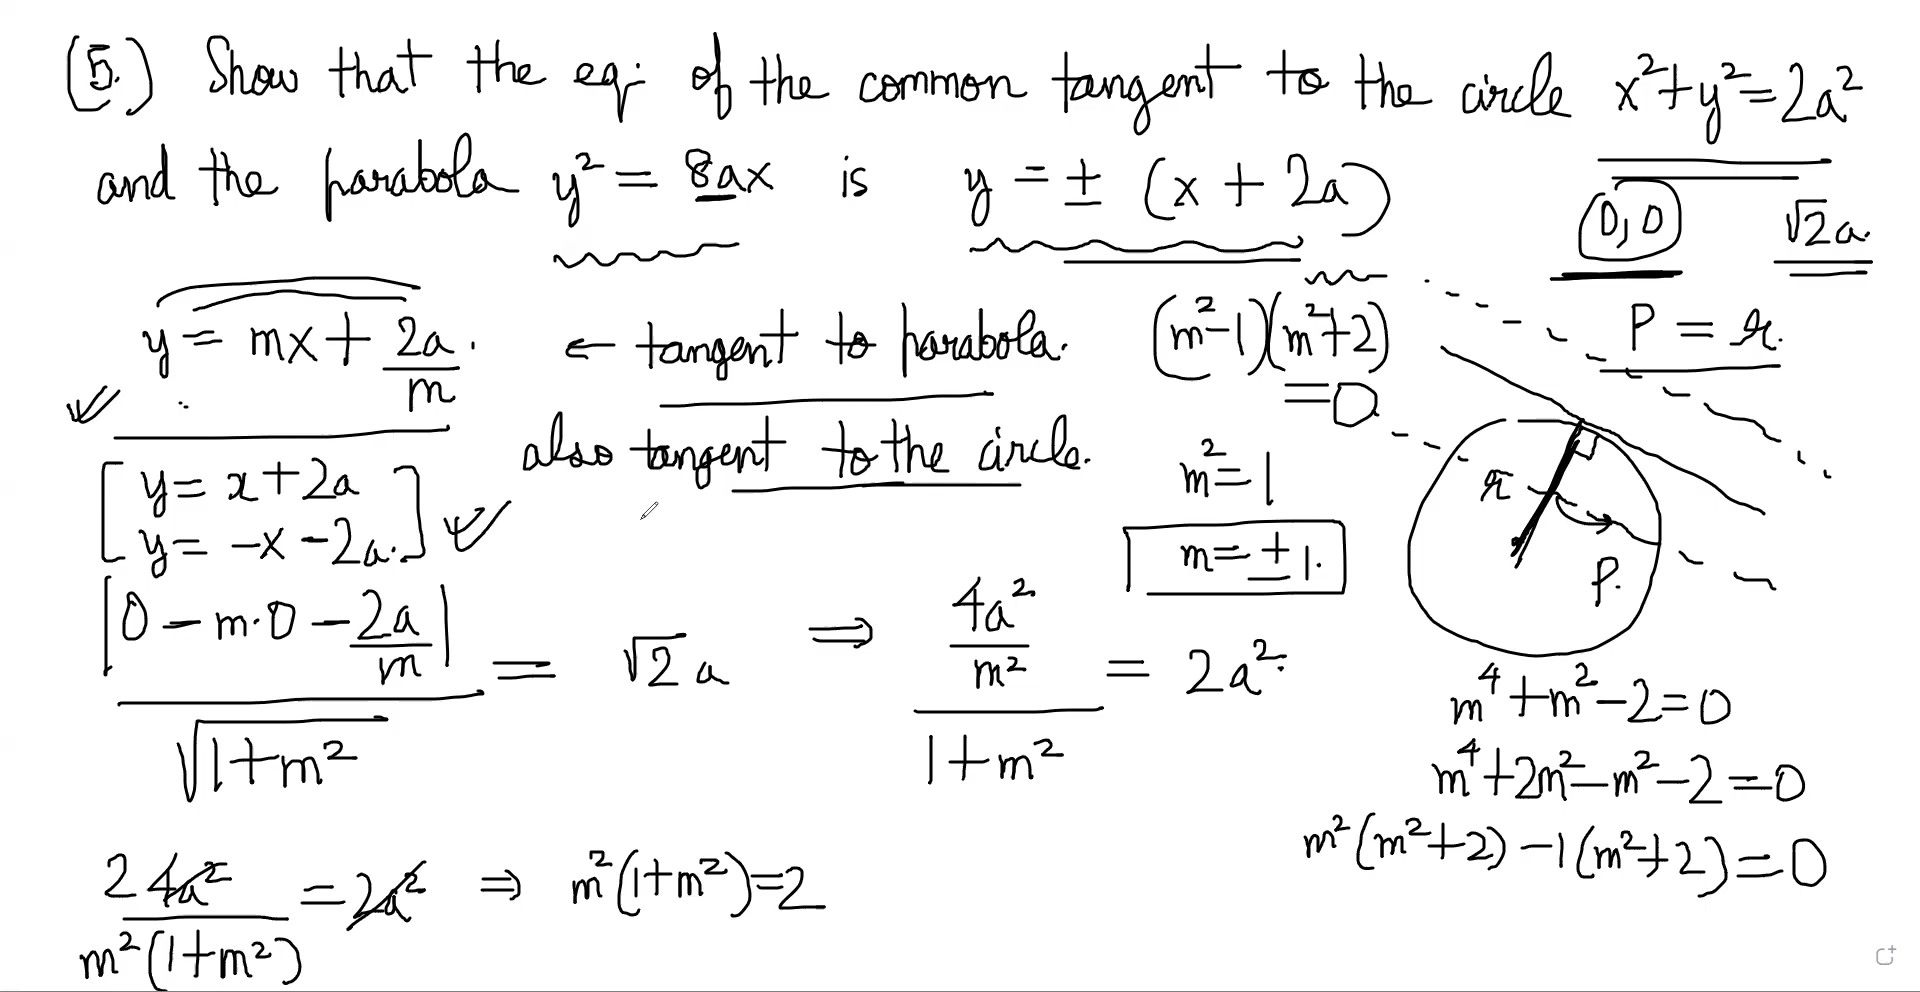 (5.) Show that the eq: of the common tangent to the circle x²+y²=2a²
and the parabola y² = 8ax is y = ± (x + 2a)
(0,0) √2a.
y = mx + 2a/m. ← tangent to parabola.
also tangent to the circle.
(m²-1)(m²+2)
=0
P = r.
m²=1
m=±1.
r
p.
[y= x+2a
y= -x-2a.]
|0 - m·0 - 2a/m| / √(1+m²) = √2 a ⇒ (4a²/m²) / (1+m²) = 2a².
m⁴+m²-2=0
m⁴+2m²-m²-2=0
m²(m²+2)-1(m²+2)=0
2 4a² / m²(1+m²) = 2a² ⇒ m²(1+m²)=2